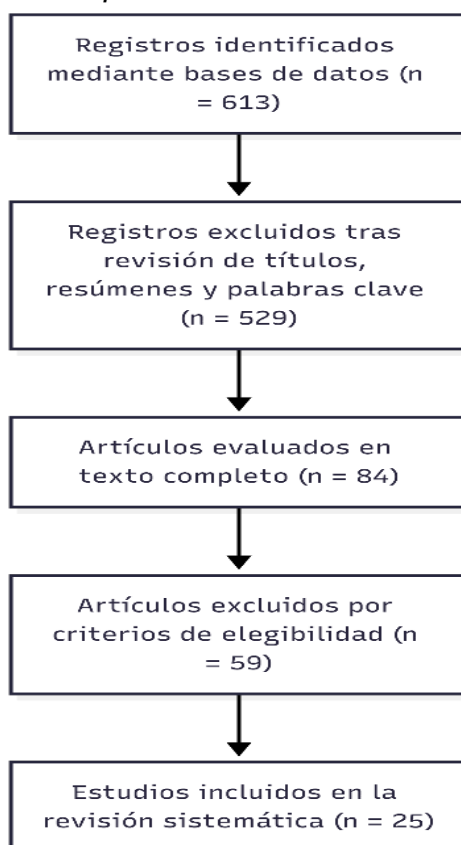 Registros identificados
mediante bases de datos (n
= 613)
Registros excluidos tras
revisión de títulos,
resúmenes y palabras clave
(n = 529)
Artículos evaluados en
texto completo (n = 84)
Artículos excluidos por
criterios de elegibilidad (n
= 59)
Estudios incluidos en la
revisión sistemática (n = 25)